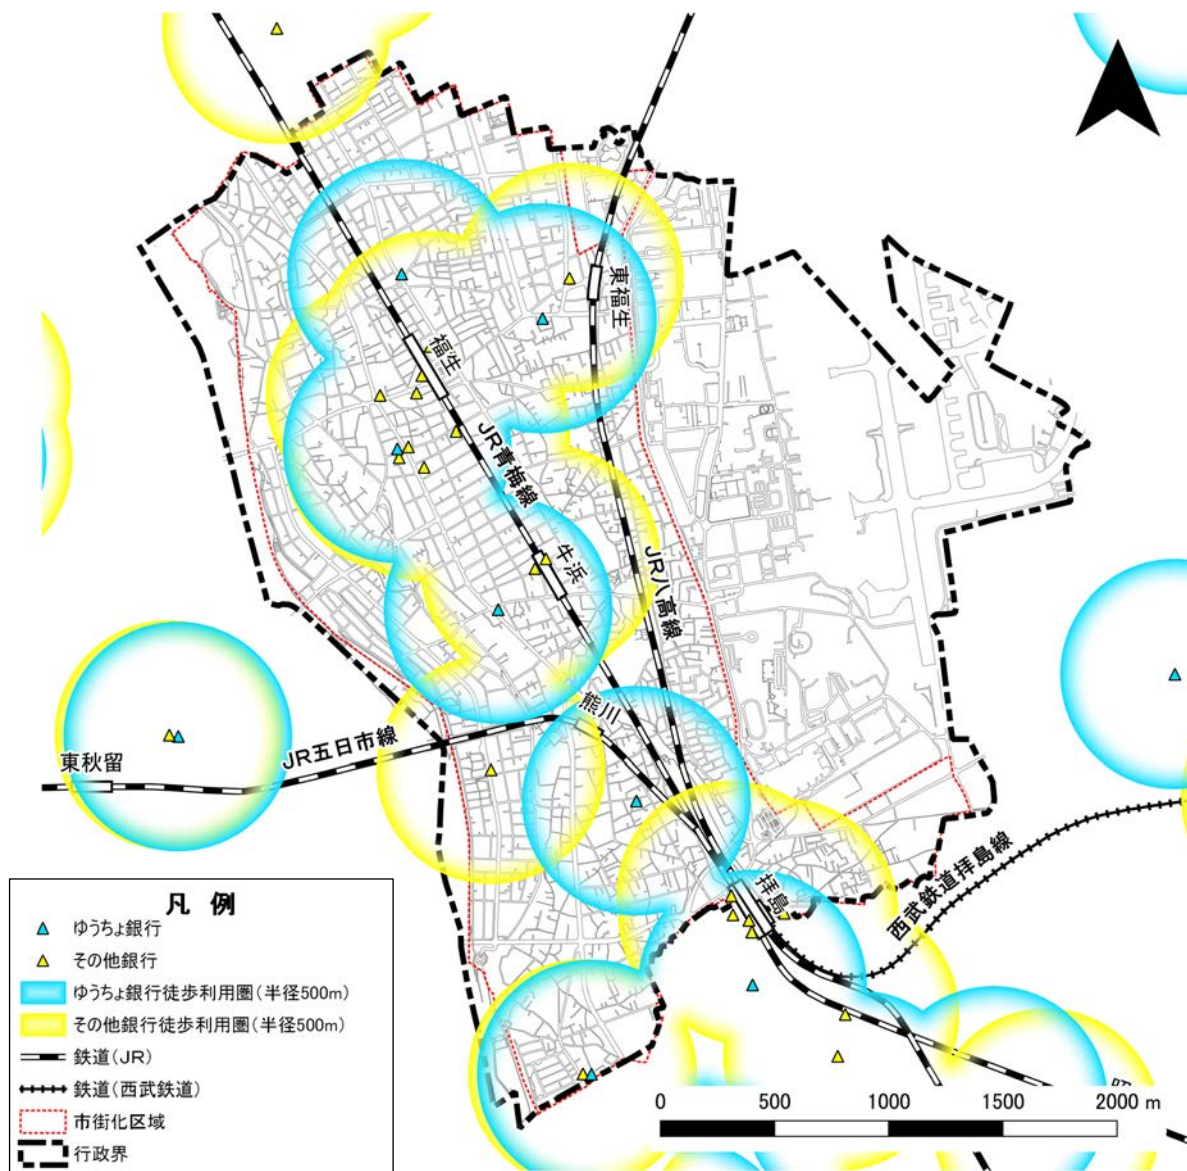 東福生
福生
JR青梅線
牛浜
JR八高線
熊川
JR五日市線
東秋留
拝島
西武鉄道拝島線
凡 例
ゆうちょ銀行
その他銀行
ゆうちょ銀行徒歩利用圏(半径500m)
その他銀行徒歩利用圏(半径500m)
鉄道(JR)
鉄道(西武鉄道)
市街化区域
行政界
0 500 1000 1500 2000 m